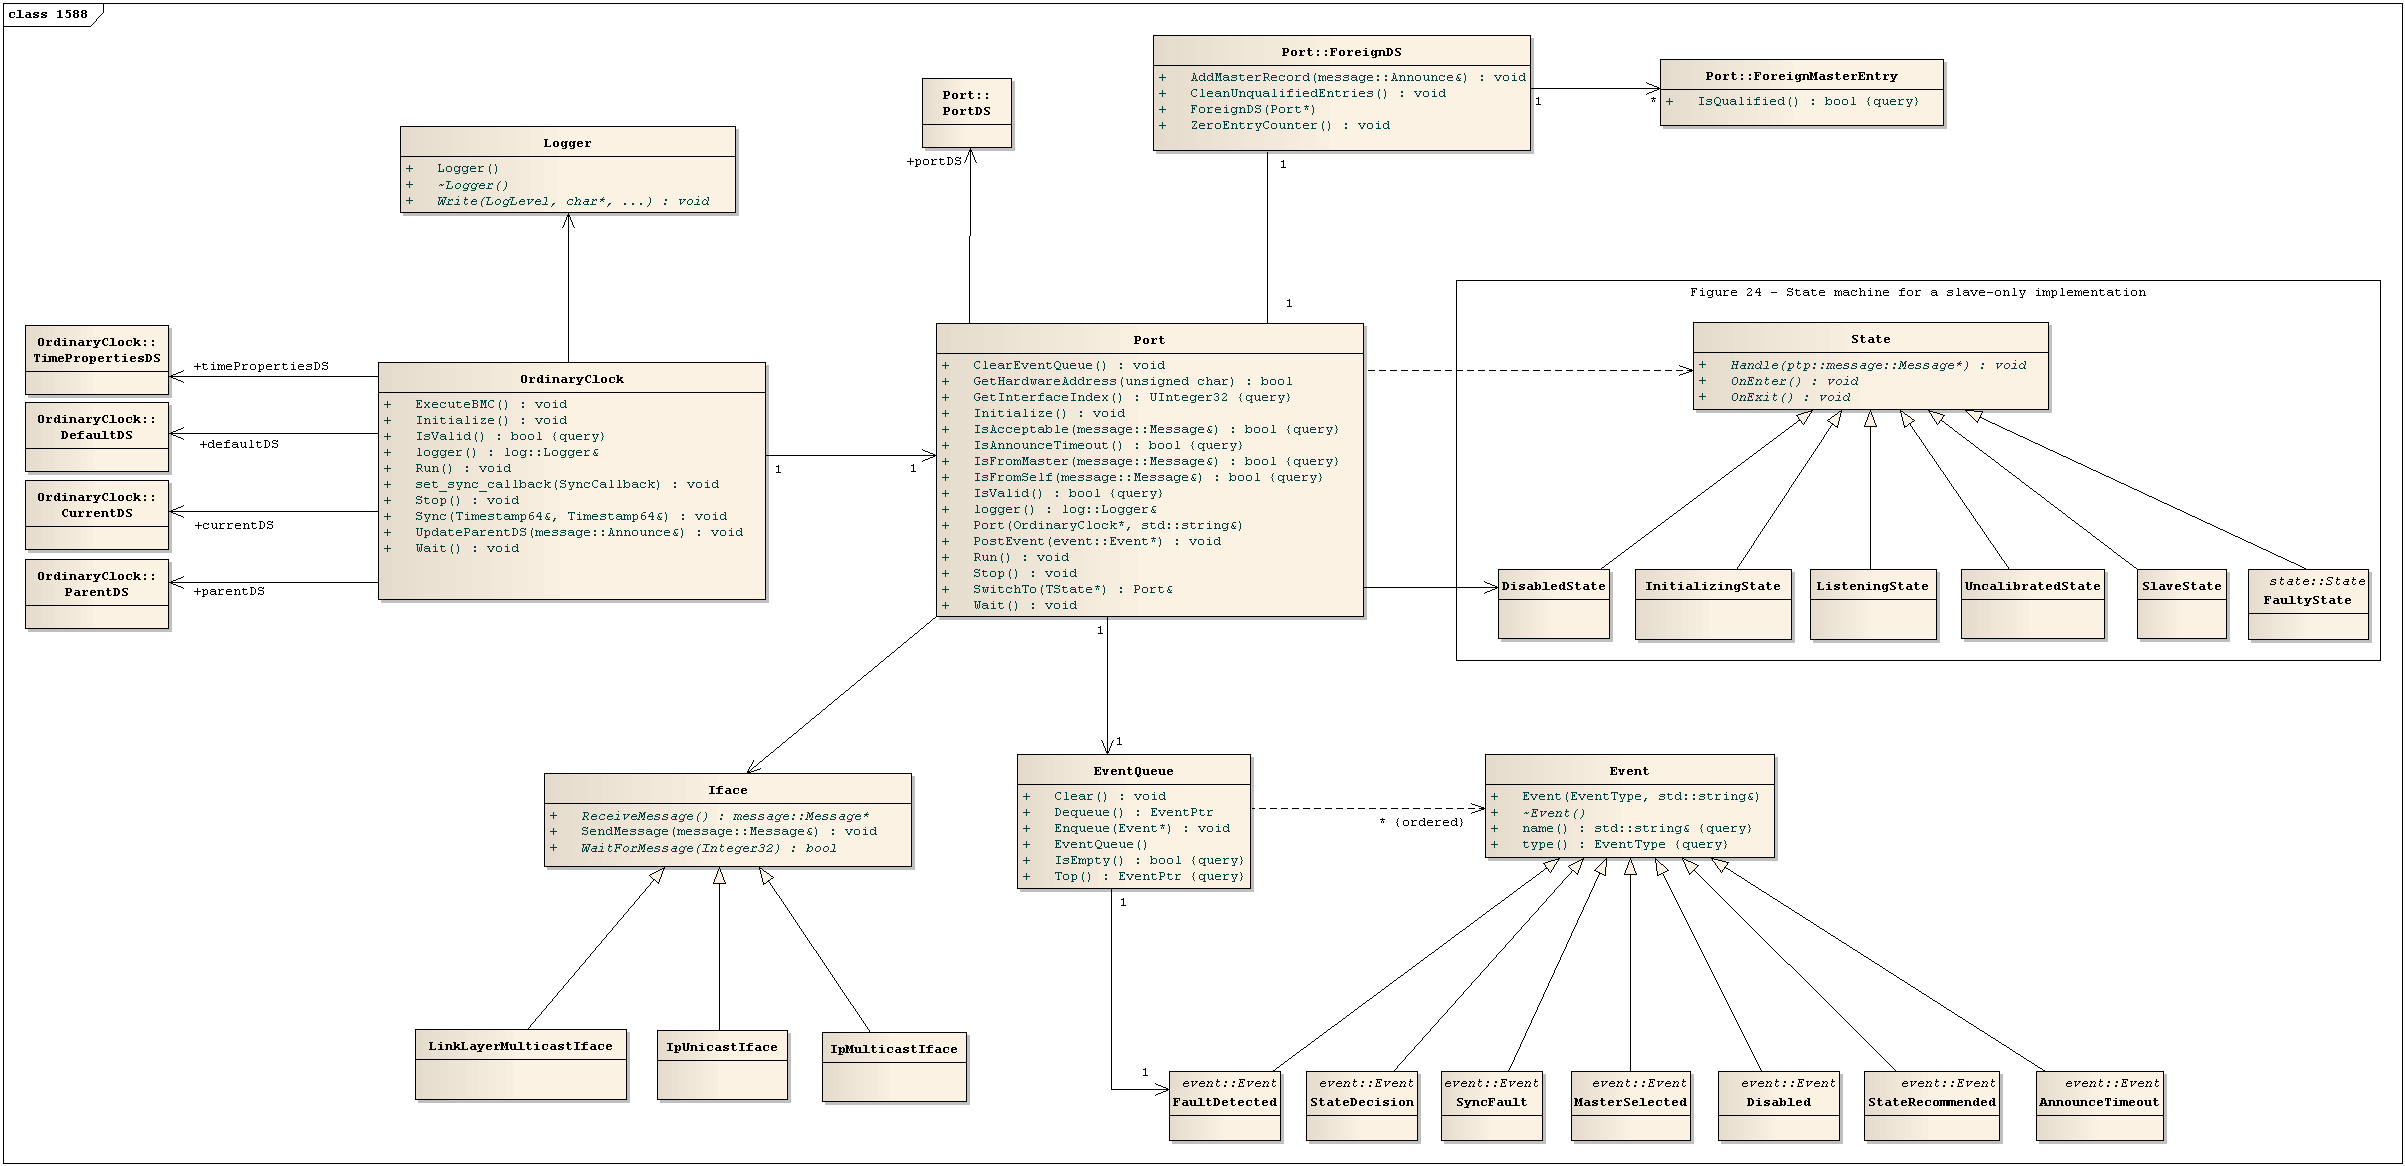 class 1588
Port::ForeignDS
+ AddMasterRecord(message::Announce&) : void
+ CleanUnqualifiedEntries() : void
+ ForeignDS(Port*)
+ ZeroEntryCounter() : void
1
*
Port::ForeignMasterEntry
+ IsQualified() : bool {query}
Port::
PortDS
+portDS
1
1
Logger
+ Logger()
+ ~Logger()
+ Write(LogLevel, char*, ...) : void
OrdinaryClock::
TimePropertiesDS
+timePropertiesDS
OrdinaryClock::
DefaultDS
+defaultDS
OrdinaryClock::
CurrentDS
+currentDS
OrdinaryClock::
ParentDS
+parentDS
OrdinaryClock
+ ExecuteBMC() : void
+ Initialize() : void
+ IsValid() : bool {query}
+ logger() : log::Logger&
+ Run() : void
+ set_sync_callback(SyncCallback) : void
+ Stop() : void
+ Sync(Timestamp64&, Timestamp64&) : void
+ UpdateParentDS(message::Announce&) : void
+ Wait() : void
1
1
Port
+ ClearEventQueue() : void
+ GetHardwareAddress(unsigned char) : bool
+ GetInterfaceIndex() : UInteger32 {query}
+ Initialize() : void
+ IsAcceptable(message::Message&) : bool {query}
+ IsAnnounceTimeout() : bool {query}
+ IsFromMaster(message::Message&) : bool {query}
+ IsFromSelf(message::Message&) : bool {query}
+ IsValid() : bool {query}
+ logger() : log::Logger&
+ Port(OrdinaryClock*, std::string&)
+ PostEvent(event::Event*) : void
+ Run() : void
+ Stop() : void
+ SwitchTo(TState*) : Port&
+ Wait() : void
Figure 24 - State machine for a slave-only implementation
State
+ Handle(ptp::message::Message*) : void
+ OnEnter() : void
+ OnExit() : void
DisabledState
InitializingState
ListeningState
UncalibratedState
SlaveState
state::State
FaultyState
1
1
Iface
+ ReceiveMessage() : message::Message*
+ SendMessage(message::Message&) : void
+ WaitForMessage(Integer32) : bool
EventQueue
+ Clear() : void
+ Dequeue() : EventPtr
+ Enqueue(Event*) : void
+ EventQueue()
+ IsEmpty() : bool {query}
+ Top() : EventPtr {query}
* {ordered}
Event
+ Event(EventType, std::string&)
+ ~Event()
+ name() : std::string& {query}
+ type() : EventType {query}
1
1
LinkLayerMulticastIface
IpUnicastIface
IpMulticastIface
event::Event
FaultDetected
event::Event
StateDecision
event::Event
SyncFault
event::Event
MasterSelected
event::Event
Disabled
event::Event
StateRecommended
event::Event
AnnounceTimeout